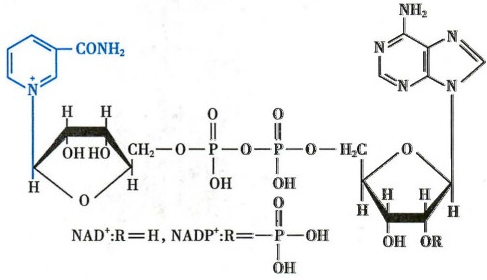 NH₂
N
N
N
N
CONH₂
N⁺
H H
OH HO
CH₂—O—P—O—P—O—H₂C
O O
OH OH
H O H
O
H H
H H
OH OR
O
NAD⁺:R=H, NADP⁺:R=—P—OH
OH